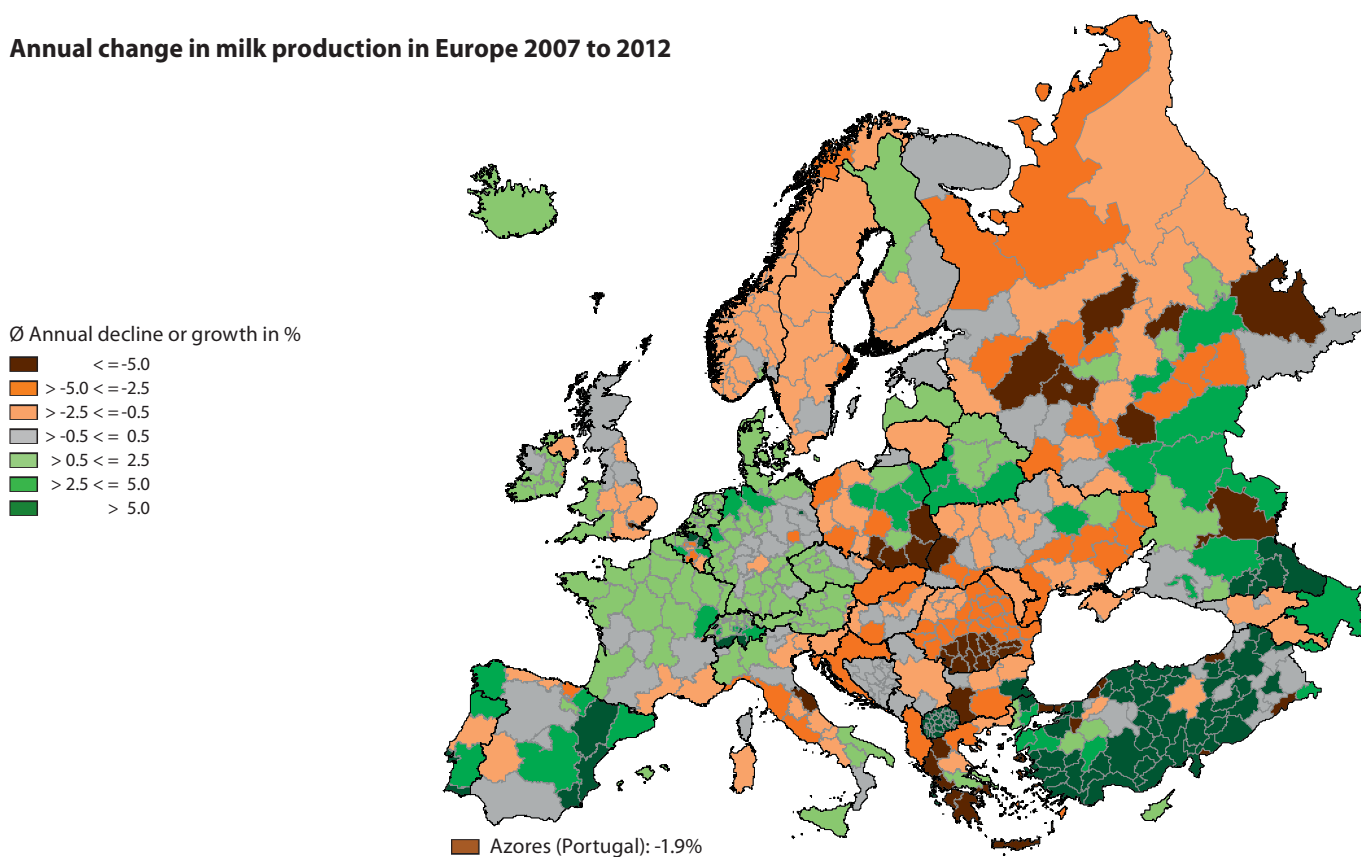 Annual change in milk production in Europe 2007 to 2012
Ø Annual decline or growth in %
< = -5.0
> -5.0 < = -2.5
> -2.5 < = -0.5
> -0.5 < = 0.5
> 0.5 < = 2.5
> 2.5 < = 5.0
> 5.0
Azores (Portugal): -1.9%